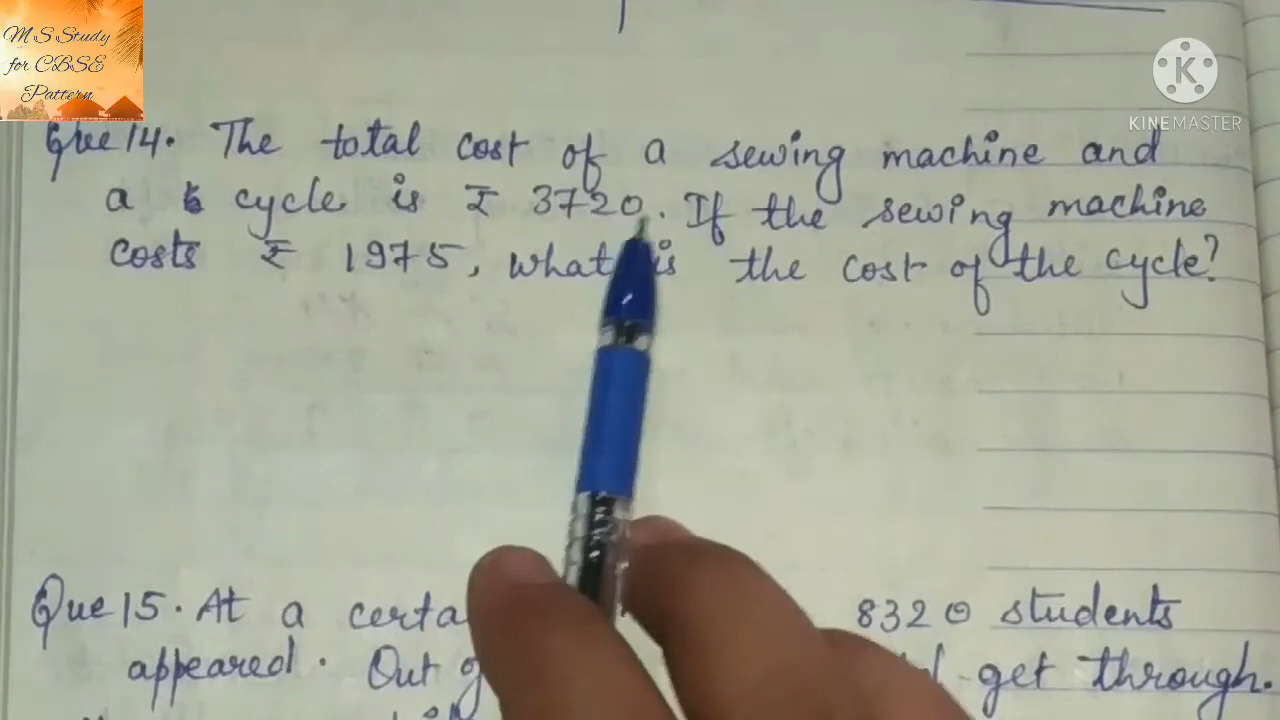 M S Study
for CBSE
Pattern
KINEMASTER
Que 14. The total cost of a sewing machine and
a cycle is ₹ 3720. If the sewing machine
costs ₹ 1975, what is the cost of the cycle?
Que 15. At a 8320 students
appeared. Out get through.